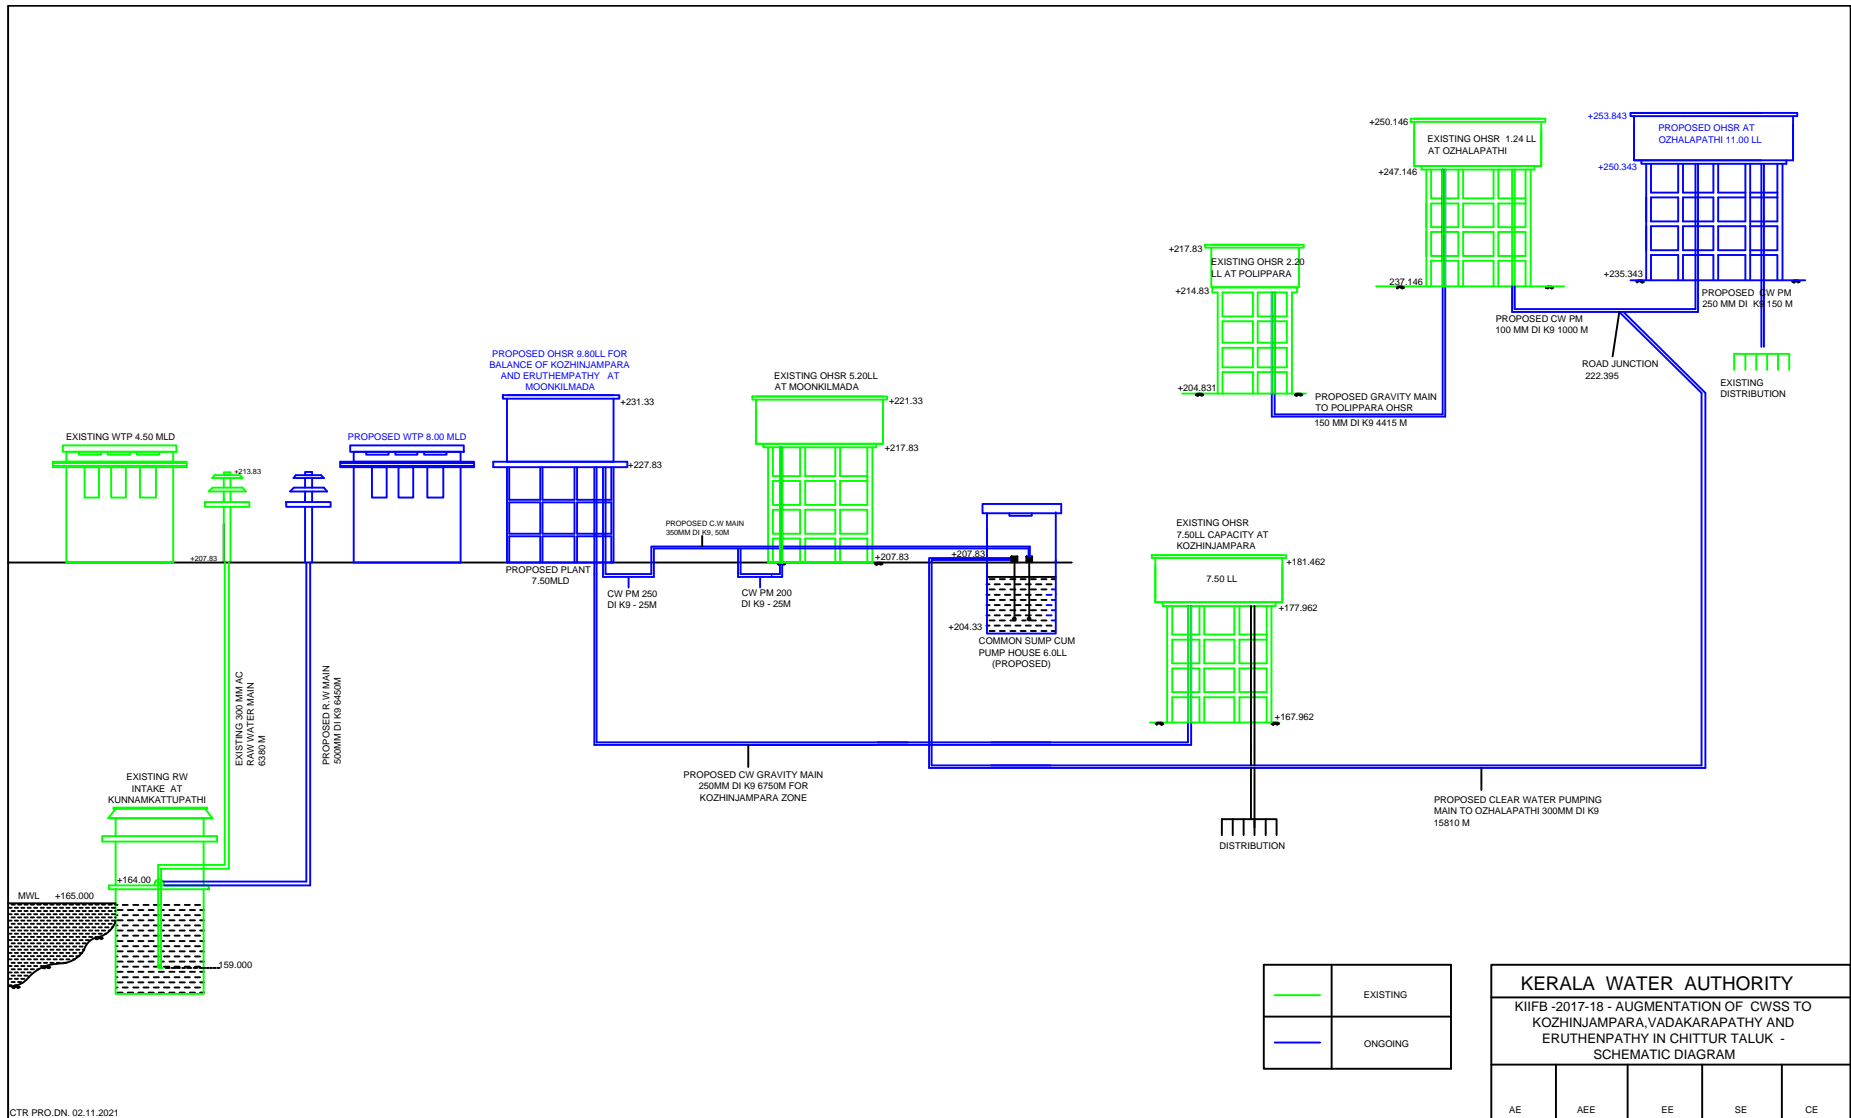 +250.146
EXISTING OHSR 1.24 LL
AT OZHALAPATHI
+247.146
237.146
+253.843
PROPOSED OHSR AT
OZHALAPATHI 11.00 LL
+250.343
+235.343
PROPOSED CW PM
250 MM DI K9 150 M
+217.83
EXISTING OHSR 2.20
LL AT POLIPPARA
+214.83
+204.831
PROPOSED GRAVITY MAIN
TO POLIPPARA OHSR
150 MM DI K9 4415 M
PROPOSED CW PM
100 MM DI K9 1000 M
ROAD JUNCTION
222.395
EXISTING
DISTRIBUTION
PROPOSED OHSR 9.80LL FOR
BALANCE OF KOZHINJAMPARA
AND ERUTHEMPATHY AT
MOONKILMADA
+231.33
+227.83
EXISTING OHSR 5.20LL
AT MOONKILMADA
+221.33
+217.83
+207.83
EXISTING WTP 4.50 MLD
+213.83
+207.83
PROPOSED WTP 8.00 MLD
PROPOSED PLANT
7.50MLD
PROPOSED C.W MAIN
350MM DI K9, 50M
CW PM 250
DI K9 - 25M
CW PM 200
DI K9 - 25M
+207.83
+204.33
COMMON SUMP CUM
PUMP HOUSE 6.0LL
(PROPOSED)
EXISTING OHSR
7.50LL CAPACITY AT
KOZHINJAMPARA
+181.462
7.50 LL
+177.962
+167.962
EXISTING 300 MM AC
RAW WATER MAIN
6380 M
PROPOSED R.W MAIN
500MM DI K9 6450M
EXISTING RW
INTAKE AT
KUNNAMKATTUPATHI
+164.00
MWL +165.000
159.000
PROPOSED CW GRAVITY MAIN
250MM DI K9 6750M FOR
KOZHINJAMPARA ZONE
DISTRIBUTION
PROPOSED CLEAR WATER PUMPING
MAIN TO OZHALAPATHI 300MM DI K9
15810 M
EXISTING
ONGOING
KERALA WATER AUTHORITY
KIIFB -2017-18 - AUGMENTATION OF CWSS TO
KOZHINJAMPARA,VADAKARAPATHY AND
ERUTHENPATHY IN CHITTUR TALUK -
SCHEMATIC DIAGRAM
AE AEE EE SE CE
CTR PRO.DN. 02.11.2021